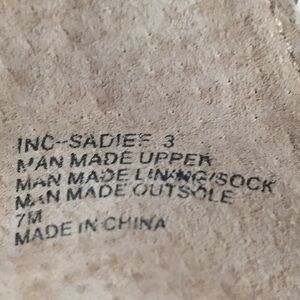 INC-SADIEF 3
MAN MADE UPPER
MAN MADE LINING/SOCK
MAN MADE OUTSOLE
7M
MADE IN CHINA